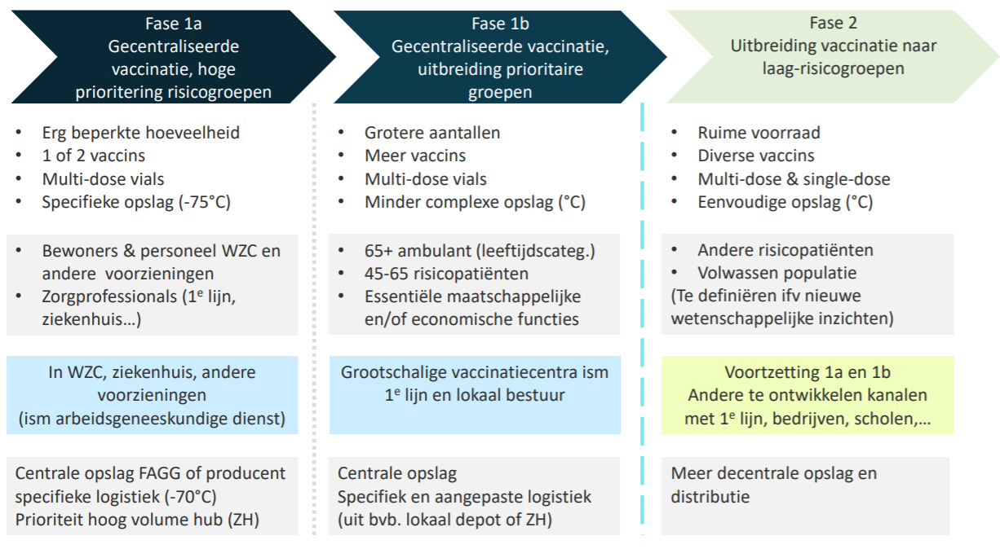 Fase 1a
Gecentraliseerde
vaccinatie, hoge
prioritering risicogroepen
• Erg beperkte hoeveelheid
• 1 of 2 vaccins
• Multi-dose vials
• Specifieke opslag (-75°C)
• Bewoners & personeel WZC en
andere voorzieningen
• Zorgprofessionals (1e lijn,
ziekenhuis…)
In WZC, ziekenhuis, andere
voorzieningen
(ism arbeidsgeneeskundige dienst)
Centrale opslag FAGG of producent
specifieke logistiek (-70°C)
Prioriteit hoog volume hub (ZH)
Fase 1b
Gecentraliseerde vaccinatie,
uitbreiding prioritaire
groepen
• Grotere aantallen
• Meer vaccins
• Multi-dose vials
• Minder complexe opslag (°C)
• 65+ ambulant (leeftijdscateg.)
• 45-65 risicopatiënten
• Essentiële maatschappelijke
en/of economische functies
Grootschalige vaccinatiecentra ism
1e lijn en lokaal bestuur
Centrale opslag
Specifiek en aangepaste logistiek
(uit bvb. lokaal depot of ZH)
Fase 2
Uitbreiding vaccinatie naar
laag-risicogroepen
• Ruime voorraad
• Diverse vaccins
• Multi-dose & single-dose
• Eenvoudige opslag (°C)
• Andere risicopatiënten
• Volwassen populatie
(Te definiëren ifv nieuwe
wetenschappelijke inzichten)
Voortzetting 1a en 1b
Andere te ontwikkelen kanalen
met 1e lijn, bedrijven, scholen,…
Meer decentrale opslag en
distributie